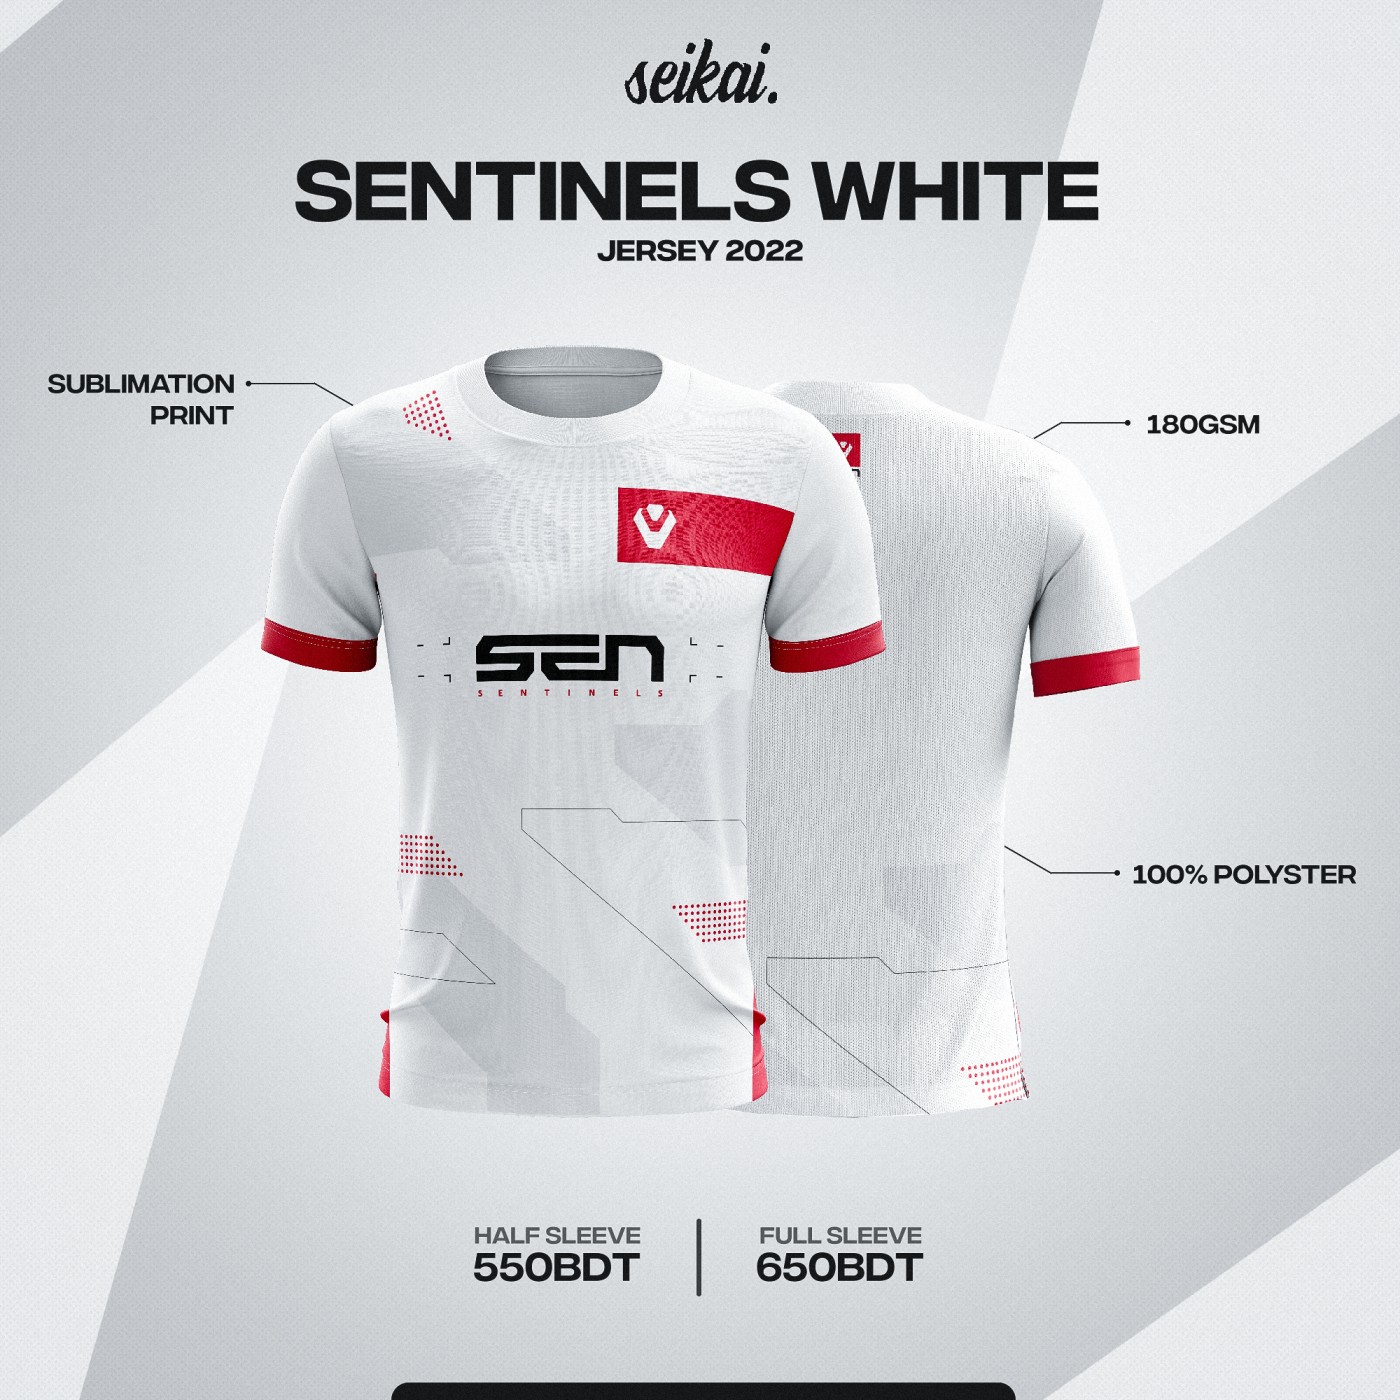 seikai.
SENTINELS WHITE
JERSEY 2022
SUBLIMATION
PRINT
180GSM
SEN
SENTINELS
100% POLYSTER
HALF SLEEVE
550BDT
FULL SLEEVE
650BDT